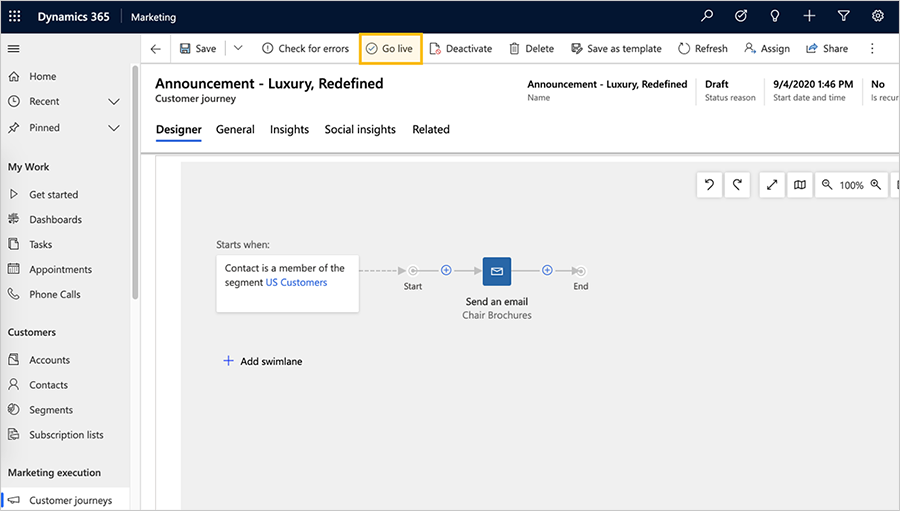 Dynamics 365 Marketing
Save Check for errors Go live Deactivate Delete Save as template Refresh Assign Share
Home
Recent
Pinned
My Work
Get started
Dashboards
Tasks
Appointments
Phone Calls
Customers
Accounts
Contacts
Segments
Subscription lists
Marketing execution
Customer journeys
Announcement - Luxury, Redefined
Customer journey
Announcement - Luxury, Redefined Draft 9/4/2020 1:46 PM No
Name Status reason Start date and time Is recur
Designer General Insights Social insights Related
100%
Starts when:
Contact is a member of the
segment US Customers
Start
Send an email
Chair Brochures
End
Add swimlane